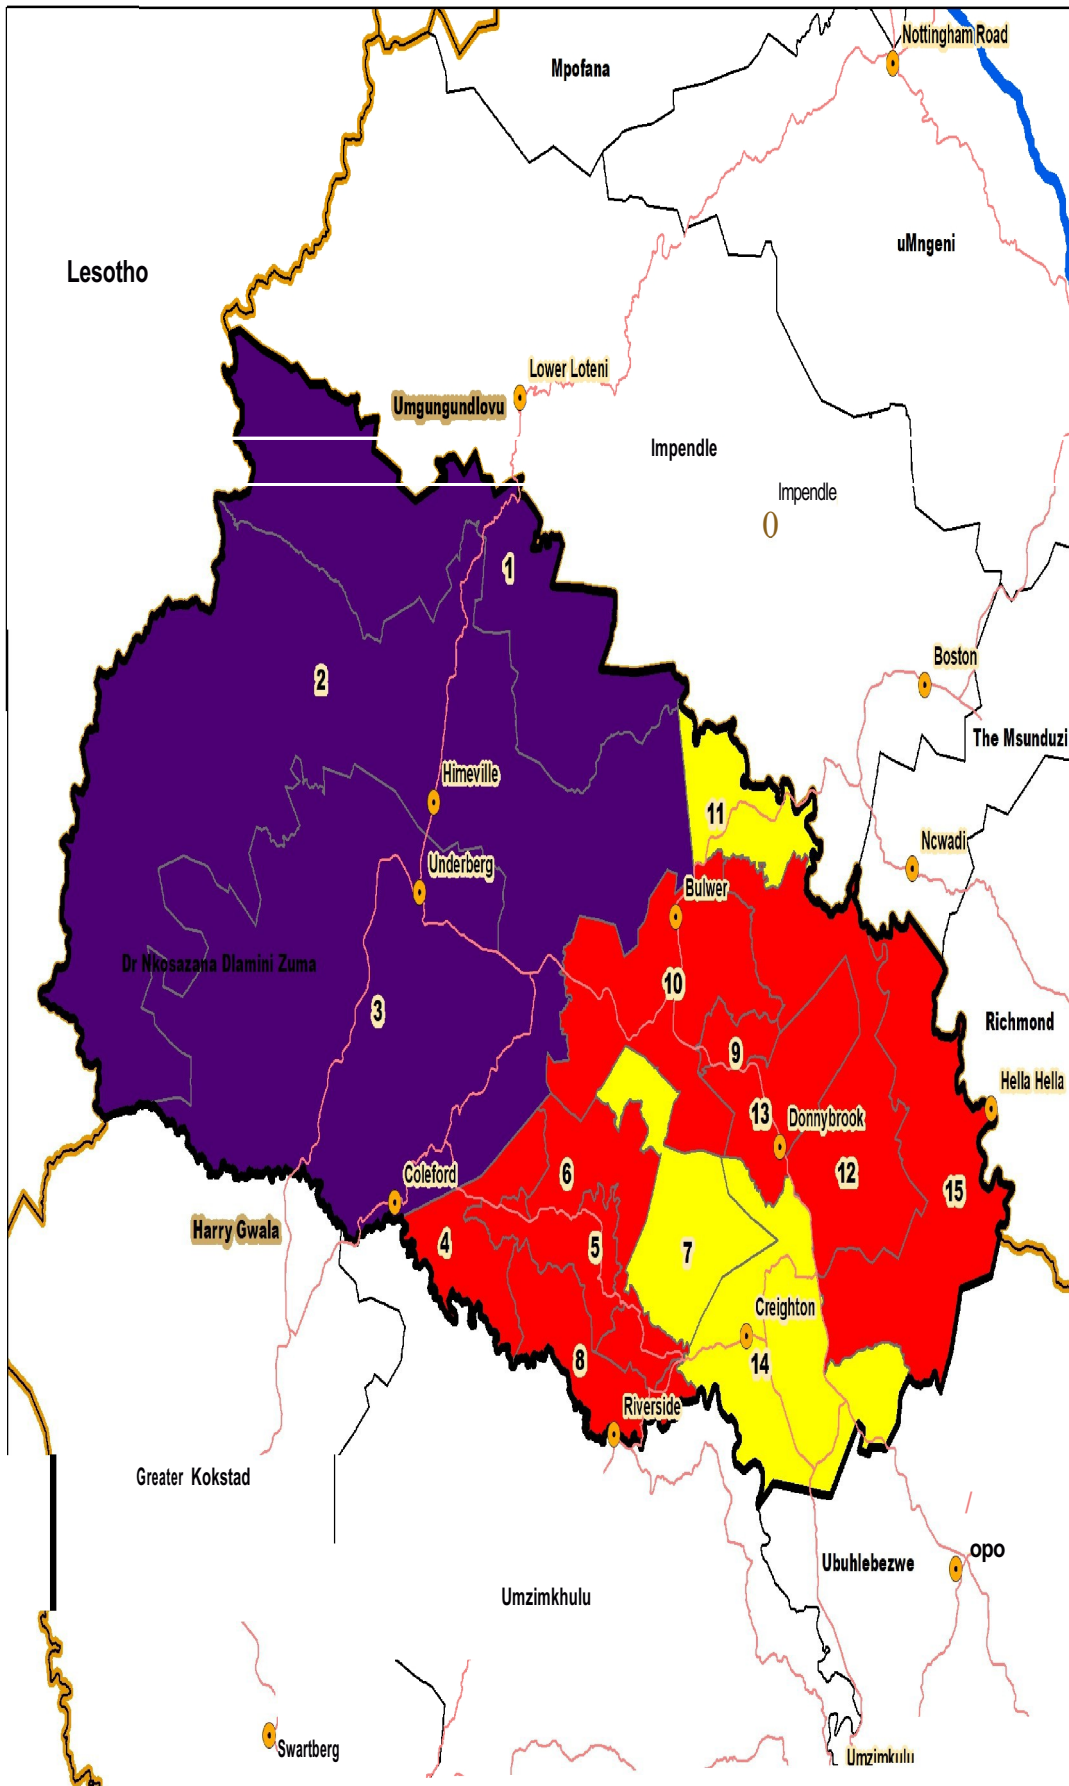 Nottingham Road
Mpofana
uMngeni
Lesotho
Lower Loteni
Umgungundlovu
Impendle
Impendle
0
1
2
Boston
The Msunduzi
Himeville
11
Ncwadi
Underberg
Bulwer
Dr Nkosazana Dlamini Zuma
10
3
Richmond
9
Hella Hella
13
Donnybrook
6
12
Coleford
15
Harry Gwala
4
5
7
Creighton
8
14
Riverside
Greater Kokstad
opo
Ubuhlebezwe
Umzimkhulu
Swartberg
Umzimkulu